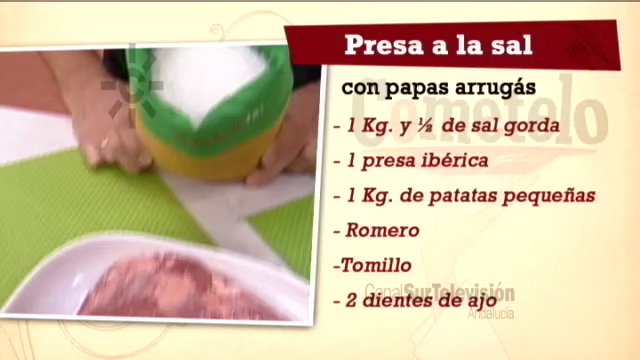 Presa a la sal
con papas arrugás
Cómetelo
- 1 Kg. y ½ de sal gorda
- 1 presa ibérica
- 1 Kg. de patatas pequeñas
- Romero
-Tomillo
CanalSurTelevisión
Andalucía
- 2 dientes de ajo